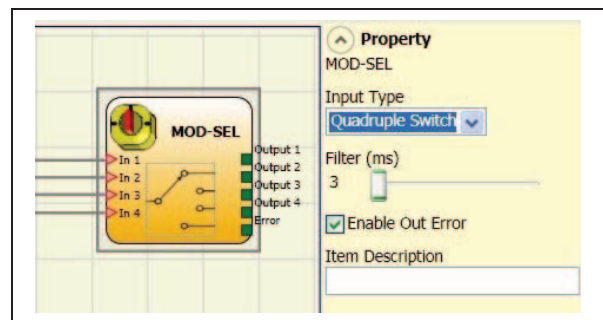 MOD-SEL
In 1
In 2
In 3
In 4
Output 1
Output 2
Output 3
Output 4
Error
Property
MOD-SEL
Input Type
Quadruple Switch
Filter (ms)
3
Enable Out Error
Item Description